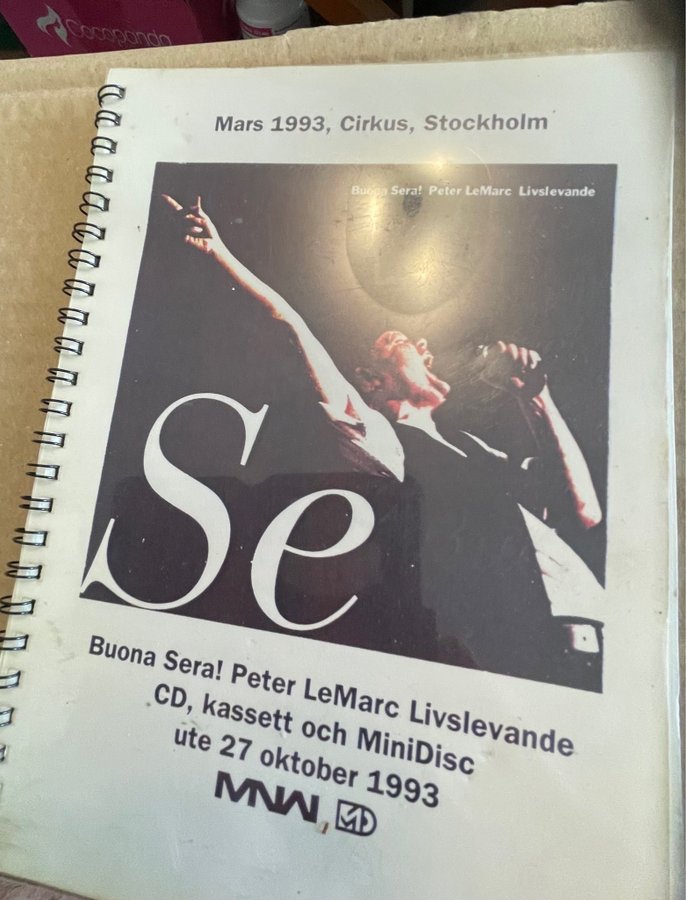 Cocopanda
Mars 1993, Cirkus, Stockholm
Buona Sera! Peter LeMarc Livslevande
Se
Buona Sera! Peter LeMarc Livslevande
CD, kassett och MiniDisc
ute 27 oktober 1993
MNW